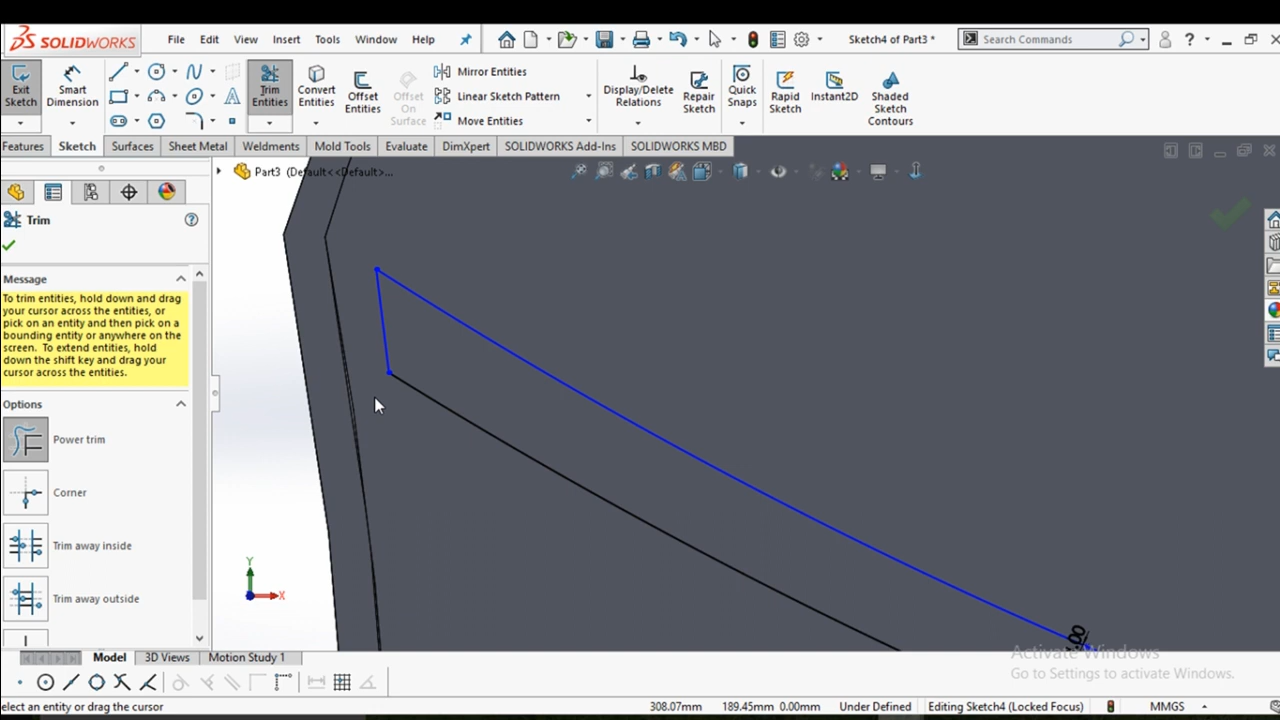 SOLIDWORKS File Edit View Insert Tools Window Help Sketch4 of Part3 * Search Commands ?
Exit Sketch Smart Dimension Trim Entities Convert Entities Offset Entities Offset On Surface Mirror Entities Linear Sketch Pattern Move Entities Display/Delete Relations Repair Sketch Quick Snaps Rapid Sketch Instant2D Shaded Sketch Contours
Features Sketch Surfaces Sheet Metal Weldments Mold Tools Evaluate DimXpert SOLIDWORKS Add-Ins SOLIDWORKS MBD
Part3 (Default<<Default>...
Trim
Message
To trim entities, hold down and drag
your cursor across the entities, or
pick on an entity and then pick on a
bounding entity or anywhere on the
screen. To extend entities, hold
down the shift key and drag your
cursor across the entities.
Options
Power trim
Corner
Trim away inside
Trim away outside
Y
X
Activate Windows
Go to Settings to activate Windows.
Model 3D Views Motion Study 1
elect an entity or drag the cursor 308.07mm 189.45mm 0.00mm Under Defined Editing Sketch4 (Locked Focus) MMGS